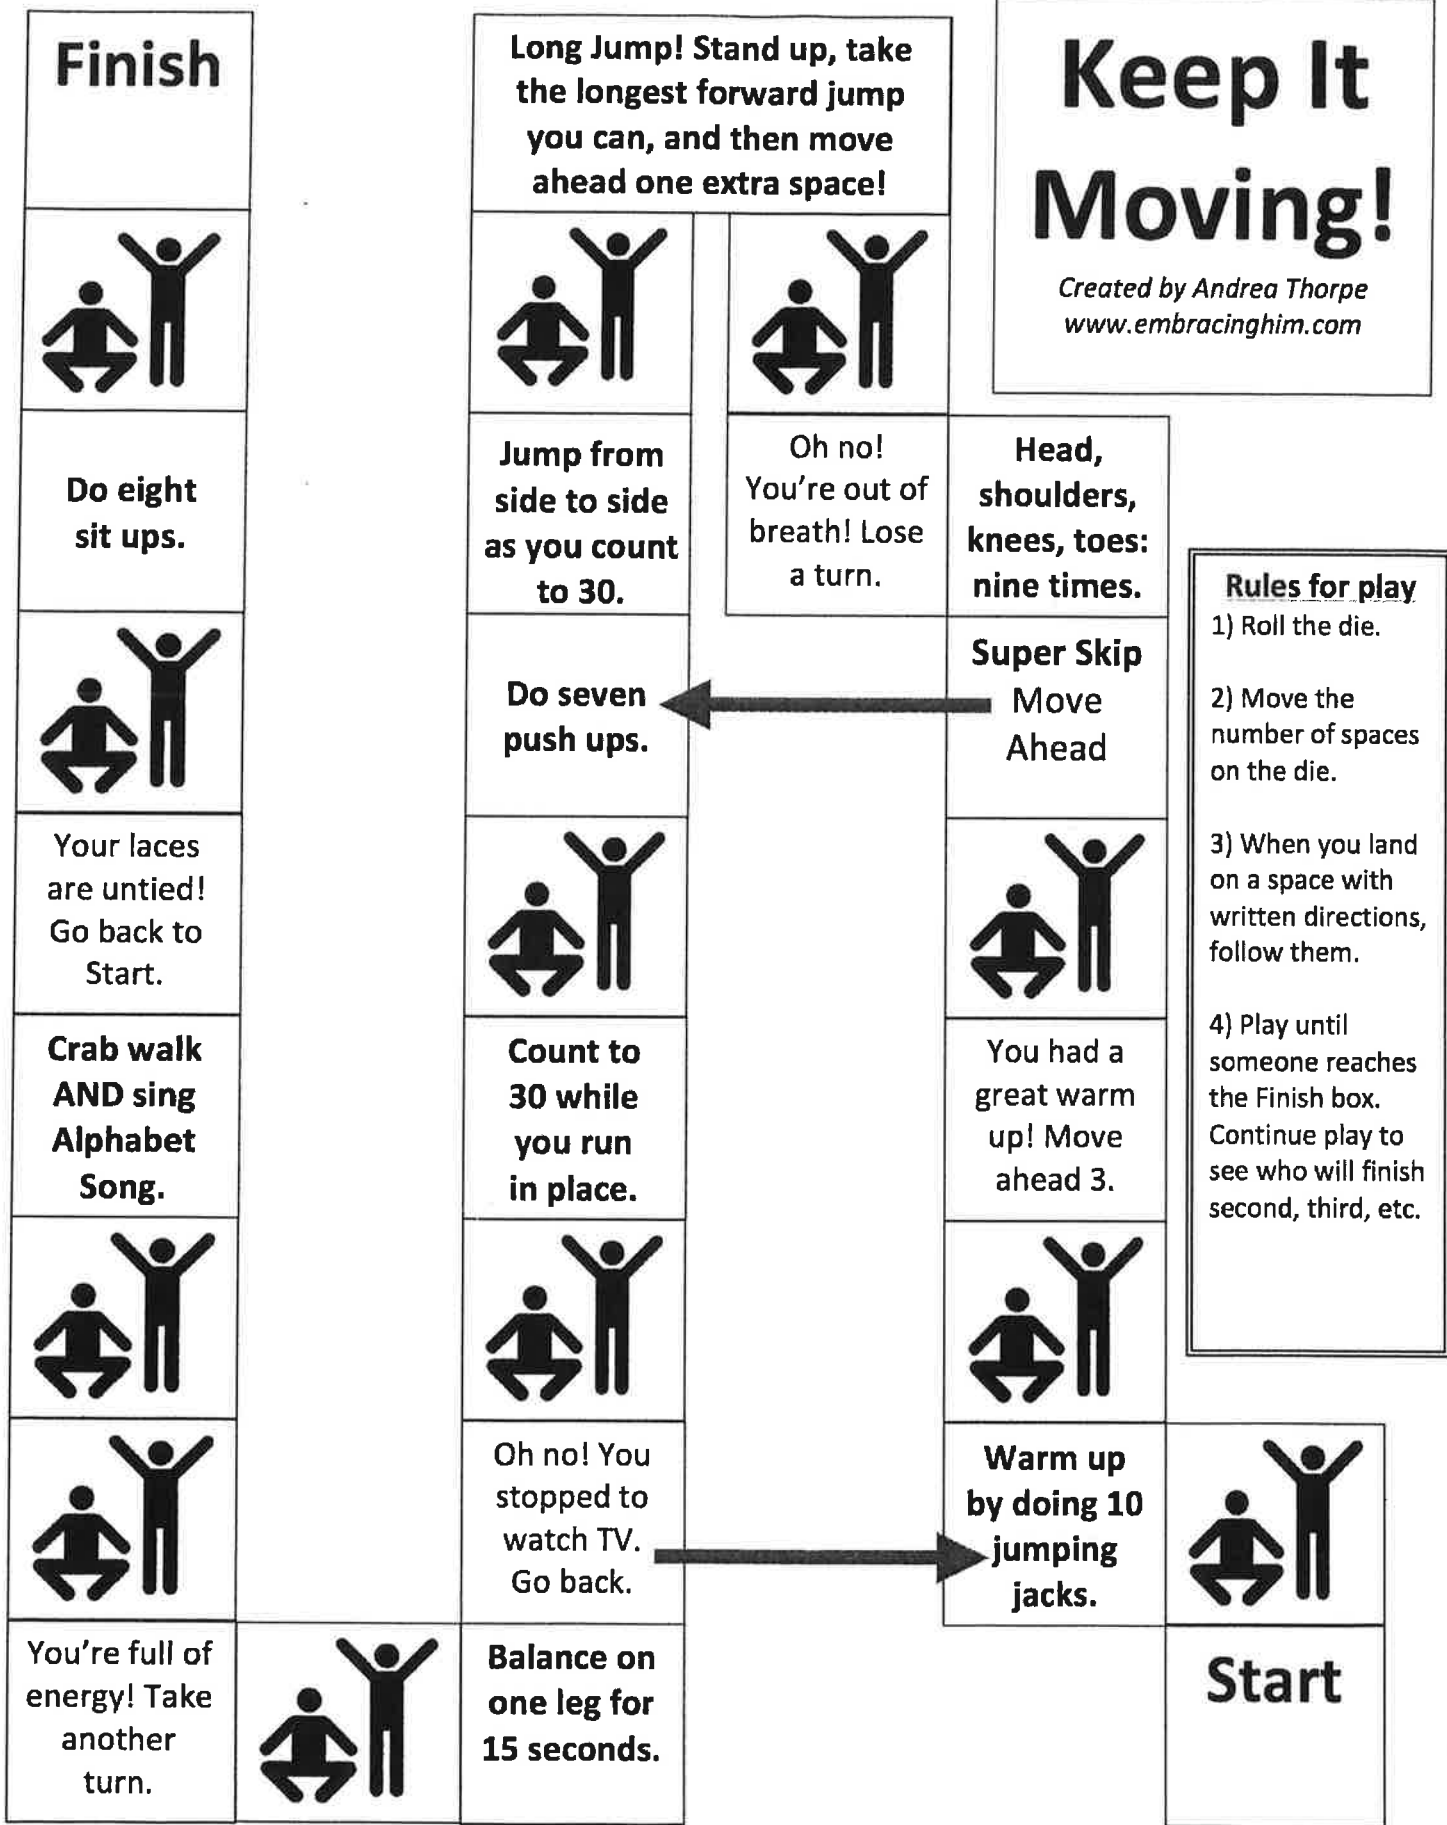 Finish
Long Jump! Stand up, take
the longest forward jump
you can, and then move
ahead one extra space!
Keep It
Moving!
Created by Andrea Thorpe
www.embracinghim.com
Do eight
sit ups.
Jump from
side to side
as you count
to 30.
Oh no!
You're out of
breath! Lose
a turn.
Head,
shoulders,
knees, toes:
nine times.
Rules for play
1) Roll the die.
2) Move the
number of spaces
on the die.
3) When you land
on a space with
written directions,
follow them.
4) Play until
someone reaches
the Finish box.
Continue play to
see who will finish
second, third, etc.
Do seven
push ups.
Super Skip
Move
Ahead
Your laces
are untied!
Go back to
Start.
Crab walk
AND sing
Alphabet
Song.
Count to
30 while
you run
in place.
You had a
great warm
up! Move
ahead 3.
Oh no! You
stopped to
watch TV.
Go back.
Warm up
by doing 10
jumping
jacks.
You're full of
energy! Take
another
turn.
Balance on
one leg for
15 seconds.
Start